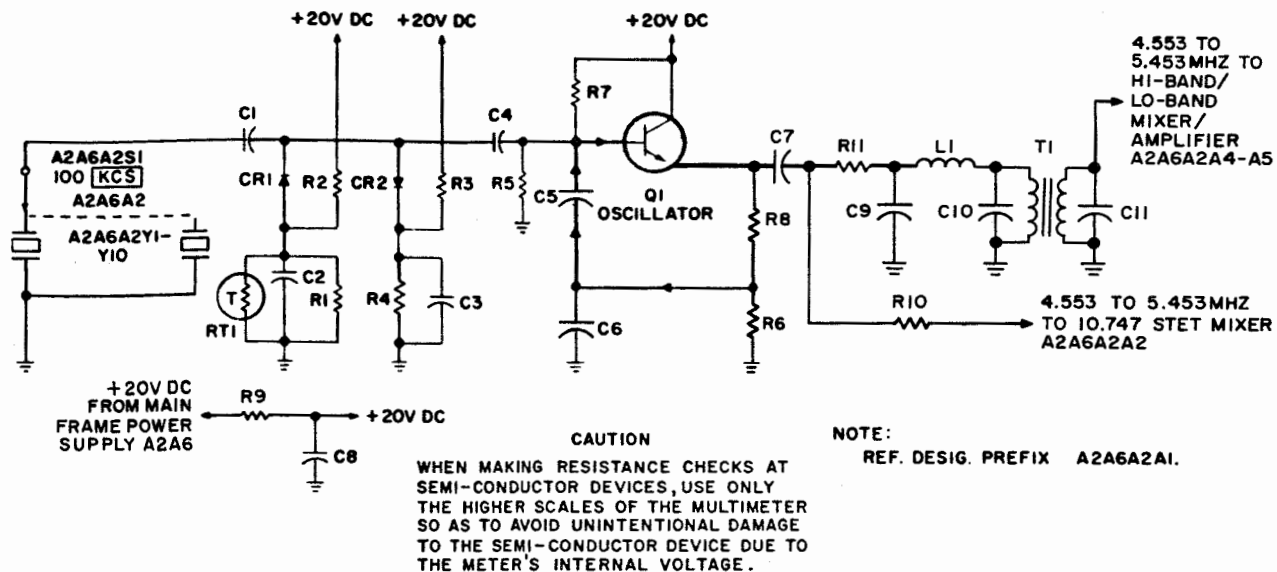 +20V DC
+20V DC
+20V DC
4.553 TO
5.453MHZ TO
HI-BAND/
LO-BAND
MIXER/
AMPLIFIER
A2A6A2A4-A5
C1
R2
CR1
CR2
R3
C4
R5
R7
C5
Q1
OSCILLATOR
C7
R11
L1
T1
C9
C10
C11
A2A6A2S1
100 KCS
A2A6A2
A2A6A2Y1-
Y10
T
RT1
C2
R1
R4
C3
C6
R8
R6
R10
4.553 TO 5.453MHZ
TO 10.747 STET MIXER
A2A6A2A2
+20V DC
FROM MAIN
FRAME POWER
SUPPLY A2A6
R9
+20V DC
C8
CAUTION
WHEN MAKING RESISTANCE CHECKS AT
SEMI-CONDUCTOR DEVICES, USE ONLY
THE HIGHER SCALES OF THE MULTIMETER
SO AS TO AVOID UNINTENTIONAL DAMAGE
TO THE SEMI-CONDUCTOR DEVICE DUE TO
THE METER'S INTERNAL VOLTAGE.
NOTE:
REF. DESIG. PREFIX A2A6A2A1.